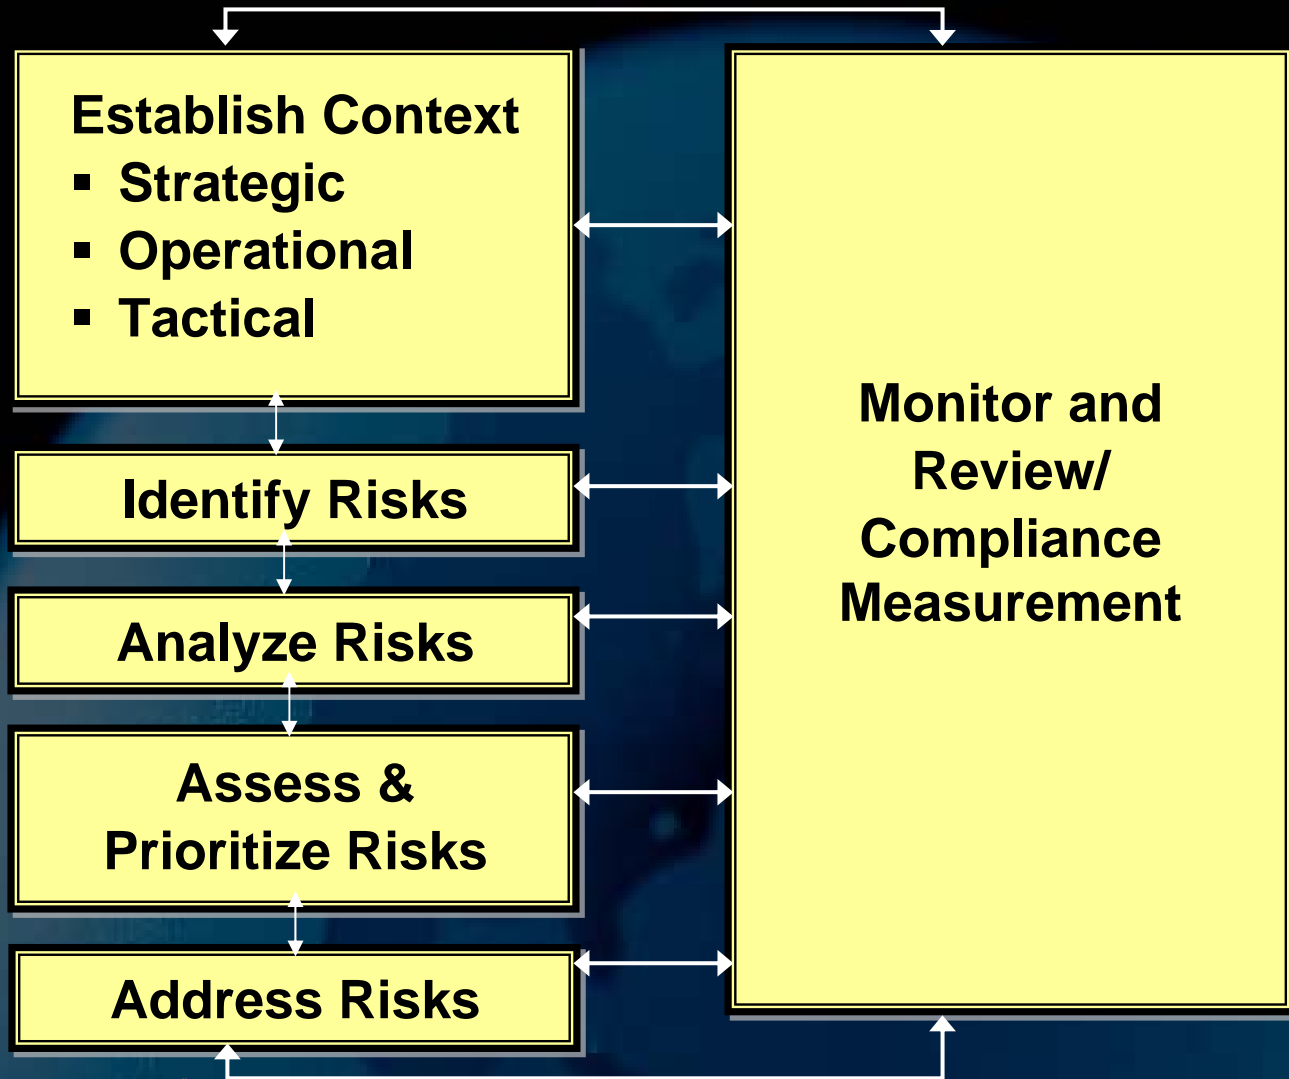 Establish Context
▪ Strategic
▪ Operational
▪ Tactical
Identify Risks
Analyze Risks
Assess &
Prioritize Risks
Address Risks
Monitor and
Review/
Compliance
Measurement